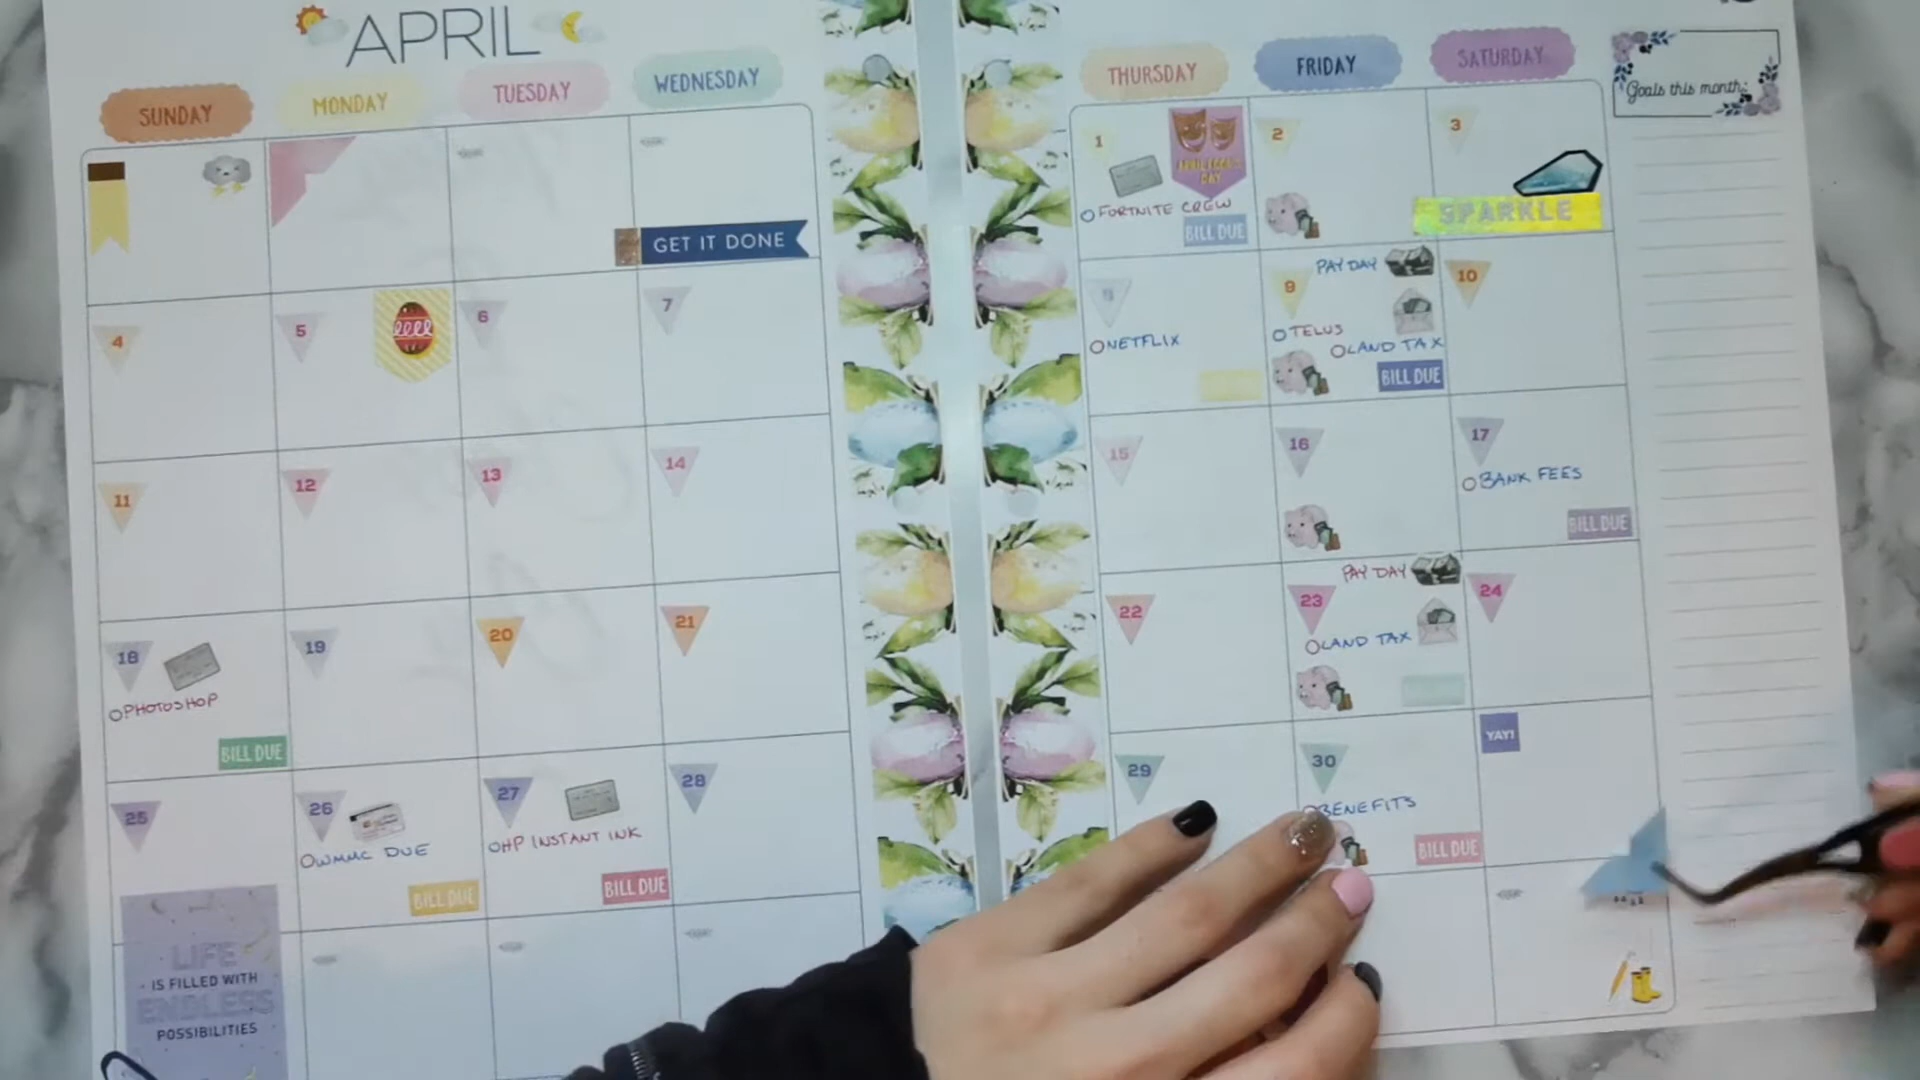 APRIL
SUNDAY MONDAY TUESDAY WEDNESDAY THURSDAY FRIDAY SATURDAY
Goals this month:
GET IT DONE
1
APRIL FOOL'S
DAY
FORTNITE CREW
BILL DUE
2
3
SPARKLE
4
5
6
7
NETFLIX
PAY DAY
9
TELUS
LAND TAX
BILL DUE
10
11
12
13
14
15
16
17
BANK FEES
BILL DUE
18
PHOTOSHOP
BILL DUE
19
20
21
22
PAY DAY
23
LAND TAX
24
25
26
WMMC DUE
BILL DUE
27
HP INSTANT INK
BILL DUE
28
29
30
BENEFITS
BILL DUE
YAY!
LIFE
IS FILLED WITH
ENDLESS
POSSIBILITIES